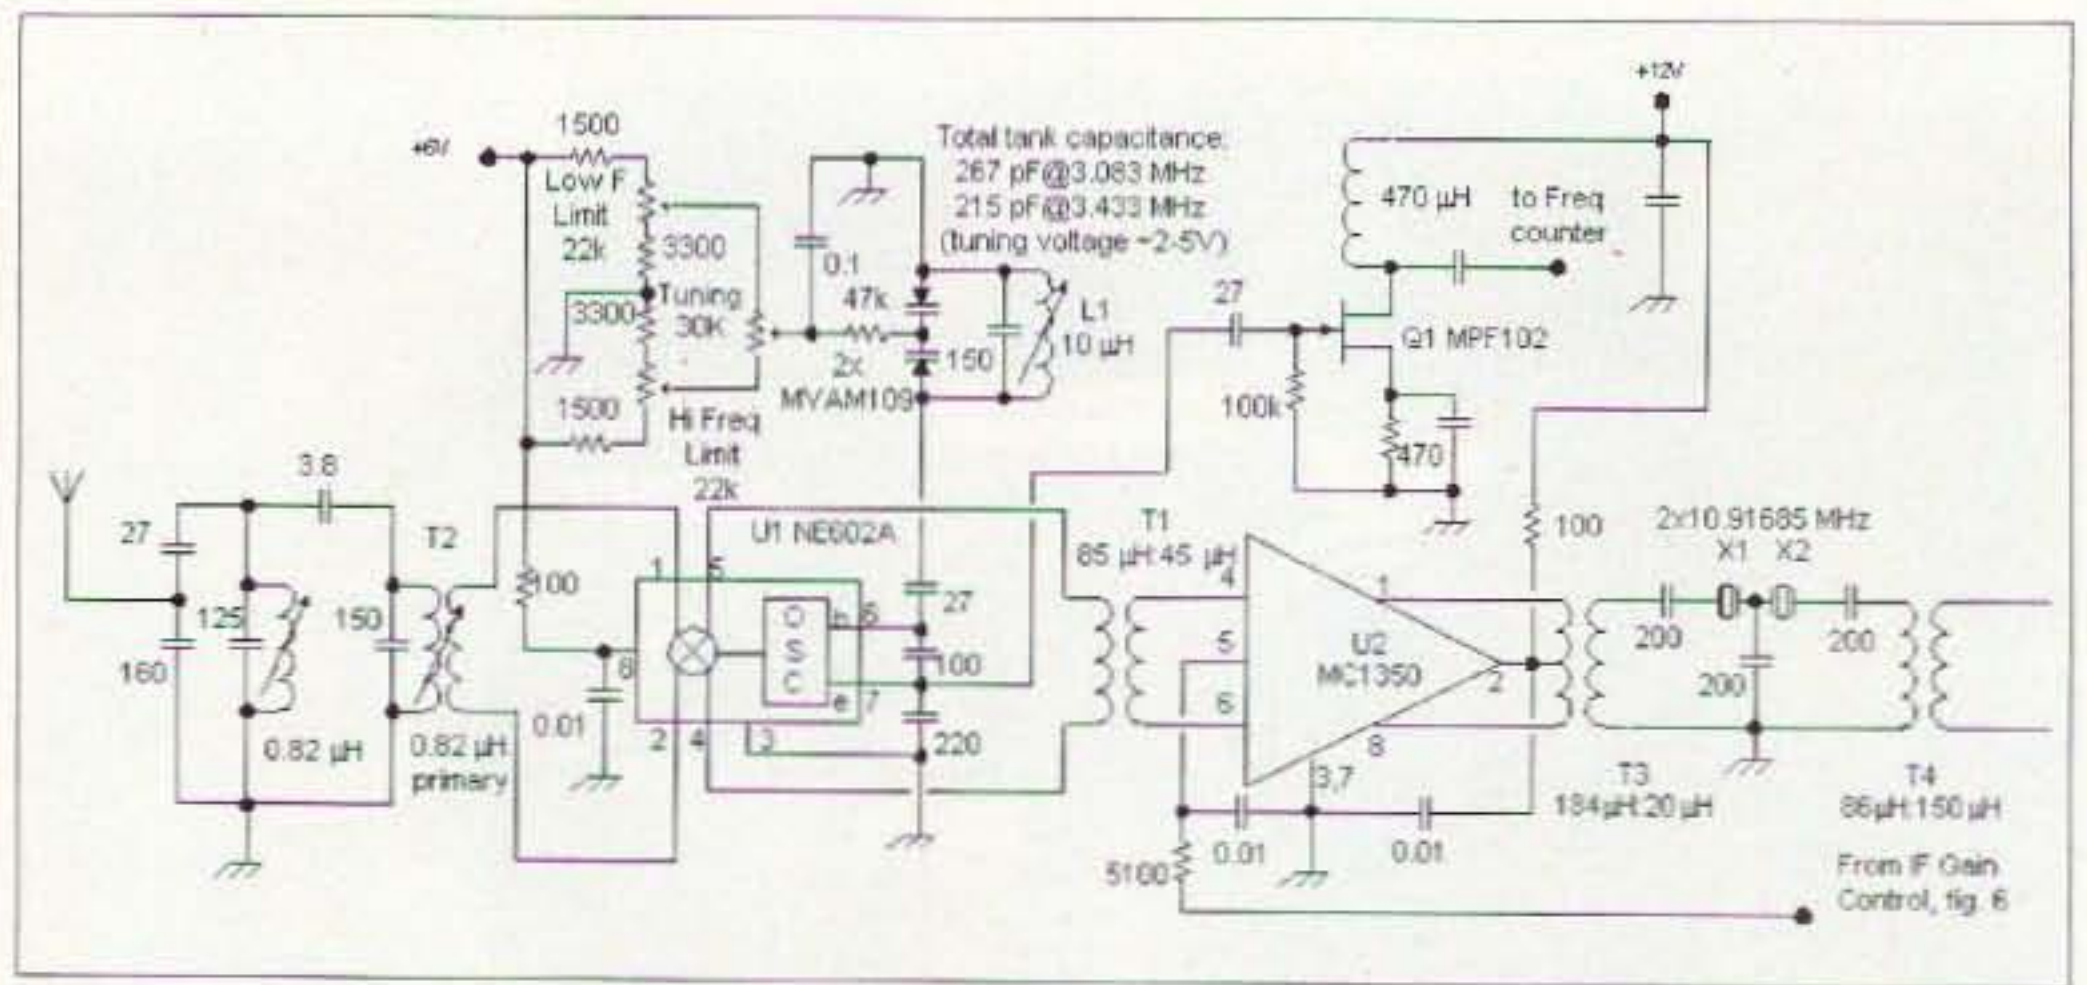 +12V
1500
+6V
Low F
Limit
22k
3300
3300
Tuning
30K
1500
Hi Freq
Limit
22k
0.1
47k
2x
MVAM109
150
Total tank capacitance:
267 pF@3.083 MHz
215 pF@3.433 MHz
(tuning voltage ~2-5V)
L1
10 µH
470 µH
to Freq
counter
27
Q1 MPF102
100k
470
3.8
27
T2
125
150
160
0.82 µH
0.82 µH
primary
100
0.01
U1 NE602A
1
5
8
2
4
3
O
S
C
b
6
e
7
27
100
220
T1
85 µH:45 µH
4
5
6
1
U2
MC1350
2
8
3,7
100
2x10.91685 MHz
X1 X2
200
200
200
T3
184µH:20 µH
T4
86µH:150 µH
5100
0.01
0.01
From IF Gain
Control, fig. 6